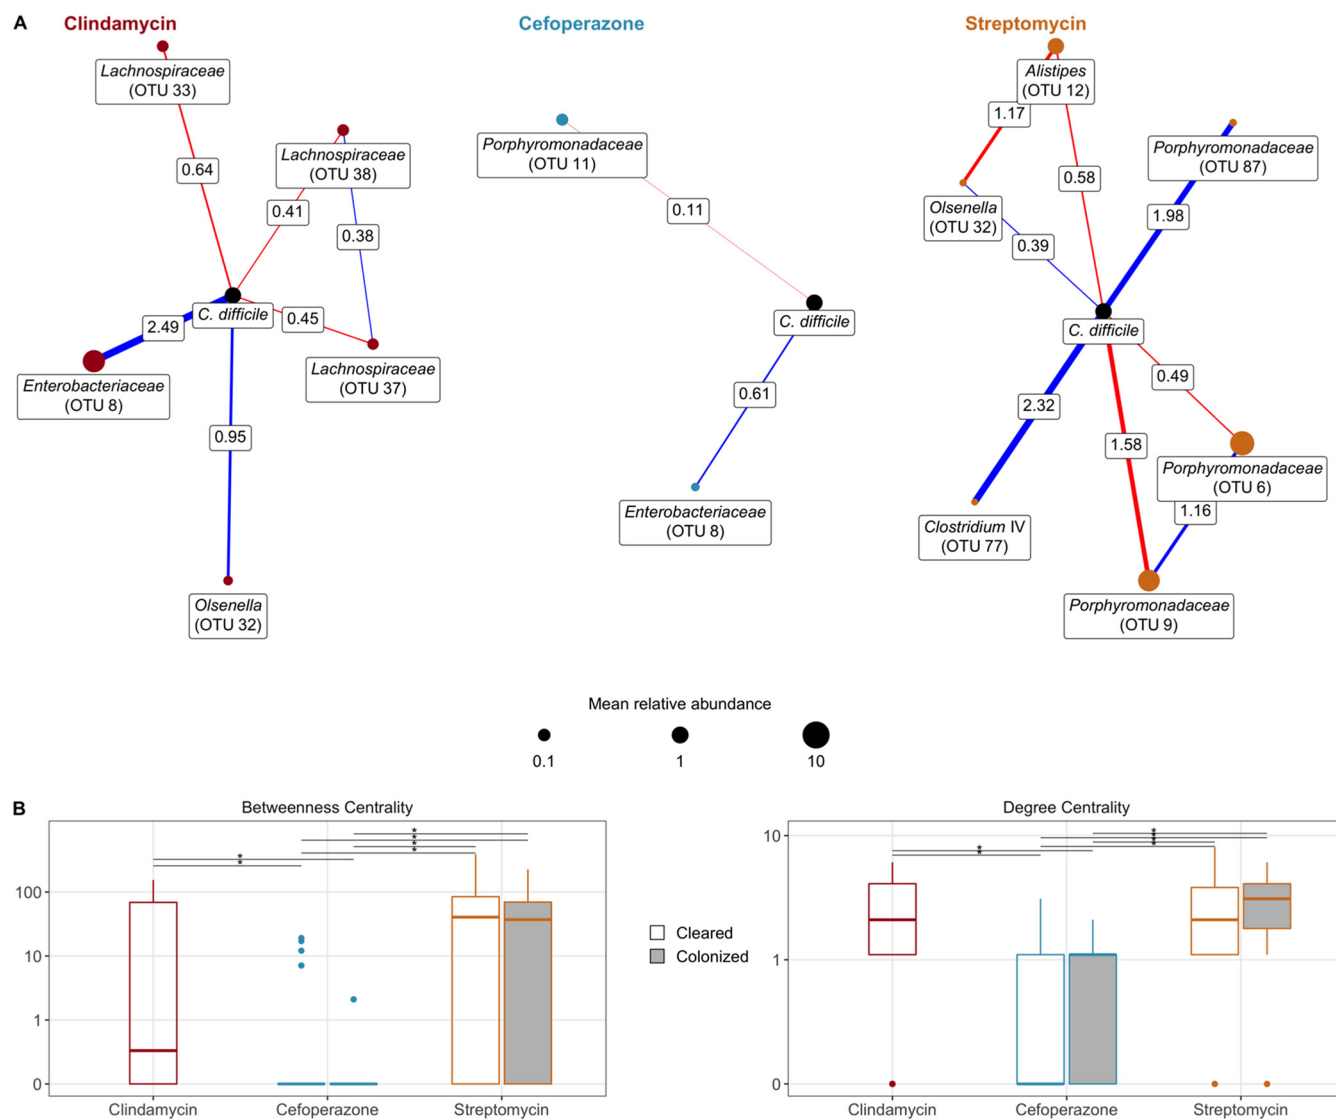 A
Clindamycin
Cefoperazone
Streptomycin
Lachnospiraceae
(OTU 33)
0.64
Lachnospiraceae
(OTU 38)
0.41
0.38
C. difficile
2.49
0.45
Enterobacteriaceae
(OTU 8)
Lachnospiraceae
(OTU 37)
0.95
Olsenella
(OTU 32)
Porphyromonadaceae
(OTU 11)
0.11
C. difficile
0.61
Enterobacteriaceae
(OTU 8)
Alistipes
(OTU 12)
1.17
Porphyromonadaceae
(OTU 87)
0.58
Olsenella
(OTU 32)
1.98
0.39
C. difficile
0.49
2.32
1.58
Porphyromonadaceae
(OTU 6)
1.16
Clostridium IV
(OTU 77)
Porphyromonadaceae
(OTU 9)
Mean relative abundance
0.1
1
10
B
Betweenness Centrality
*
*
*
*
*
*
100
10
1
0
Clindamycin
Cefoperazone
Streptomycin
Cleared
Colonized
Degree Centrality
*
*
*
*
*
*
10
1
0
Clindamycin
Cefoperazone
Streptomycin